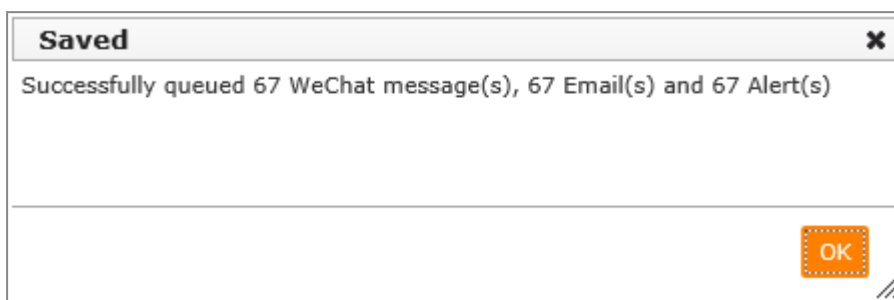 Saved
Successfully queued 67 WeChat message(s), 67 Email(s) and 67 Alert(s)
OK